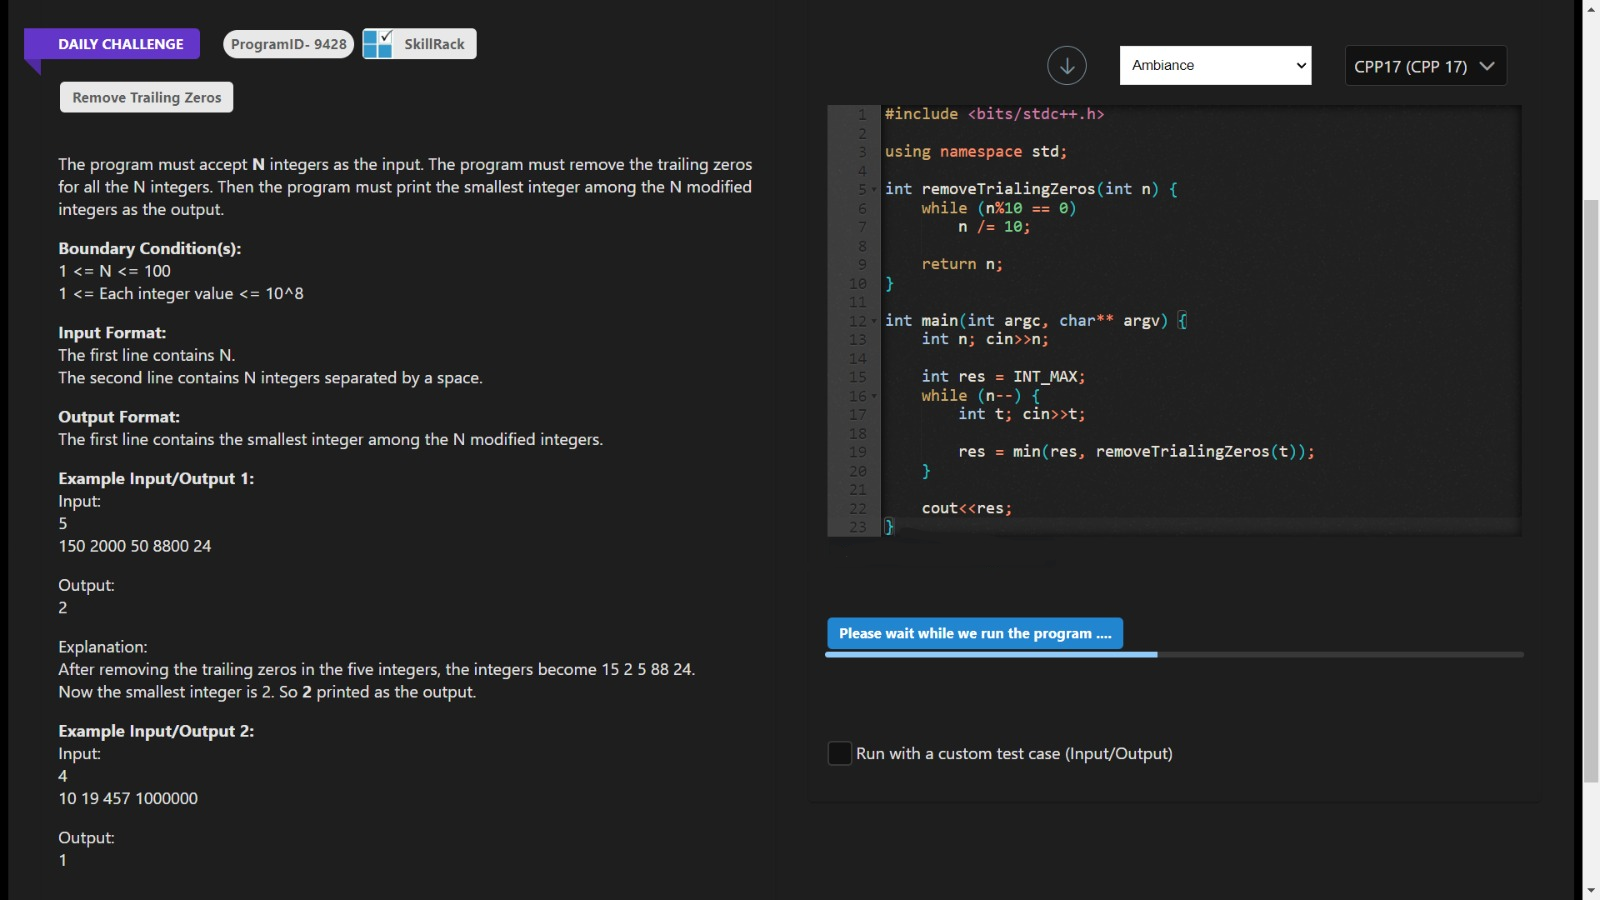 DAILY CHALLENGE
ProgramID- 9428
SkillRack
Remove Trailing Zeros
The program must accept N integers as the input. The program must remove the trailing zeros
for all the N integers. Then the program must print the smallest integer among the N modified
integers as the output.
Boundary Condition(s):
1 <= N <= 100
1 <= Each integer value <= 10^8
Input Format:
The first line contains N.
The second line contains N integers separated by a space.
Output Format:
The first line contains the smallest integer among the N modified integers.
Example Input/Output 1:
Input:
5
150 2000 50 8800 24
Output:
2
Explanation:
After removing the trailing zeros in the five integers, the integers become 15 2 5 88 24.
Now the smallest integer is 2. So 2 printed as the output.
Example Input/Output 2:
Input:
4
10 19 457 1000000
Output:
1
Ambiance
CPP17 (CPP 17)
1 #include <bits/stdc++.h>
2
3 using namespace std;
4
5 int removeTrialingZeros(int n) {
6     while (n%10 == 0)
7         n /= 10;
8
9     return n;
10 }
11
12 int main(int argc, char** argv) {
13     int n; cin>>n;
14
15     int res = INT_MAX;
16     while (n--) {
17         int t; cin>>t;
18
19         res = min(res, removeTrialingZeros(t));
20     }
21
22     cout<<res;
23 }
Please wait while we run the program ....
Run with a custom test case (Input/Output)